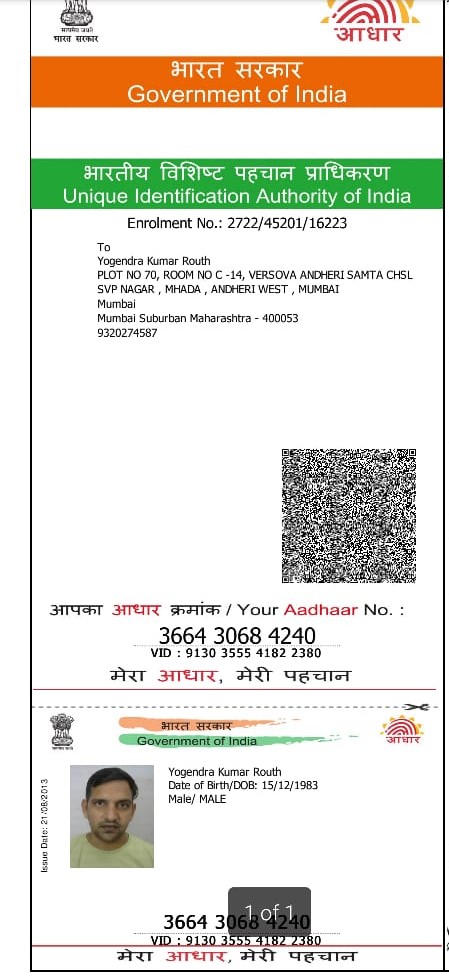 सत्यमेव जयते
भारत सरकार
आधार
भारत सरकार
Government of India
भारतीय विशिष्ट पहचान प्राधिकरण
Unique Identification Authority of India
Enrolment No.: 2722/45201/16223
To
Yogendra Kumar Routh
PLOT NO 70, ROOM NO C -14, VERSOVA ANDHERI SAMTA CHSL
SVP NAGAR , MHADA , ANDHERI WEST , MUMBAI
Mumbai
Mumbai Suburban Maharashtra - 400053
9320274587
आपका आधार क्रमांक / Your Aadhaar No. :
3664 3068 4240
VID : 9130 3555 4182 2380
मेरा आधार, मेरी पहचान
भारत सरकार
Government of India
आधार
Issue Date: 21/08/2013
Yogendra Kumar Routh
Date of Birth/DOB: 15/12/1983
Male/ MALE
1 of 1
3664 3068 4240
VID : 9130 3555 4182 2380
मेरा आधार, मेरी पहचान